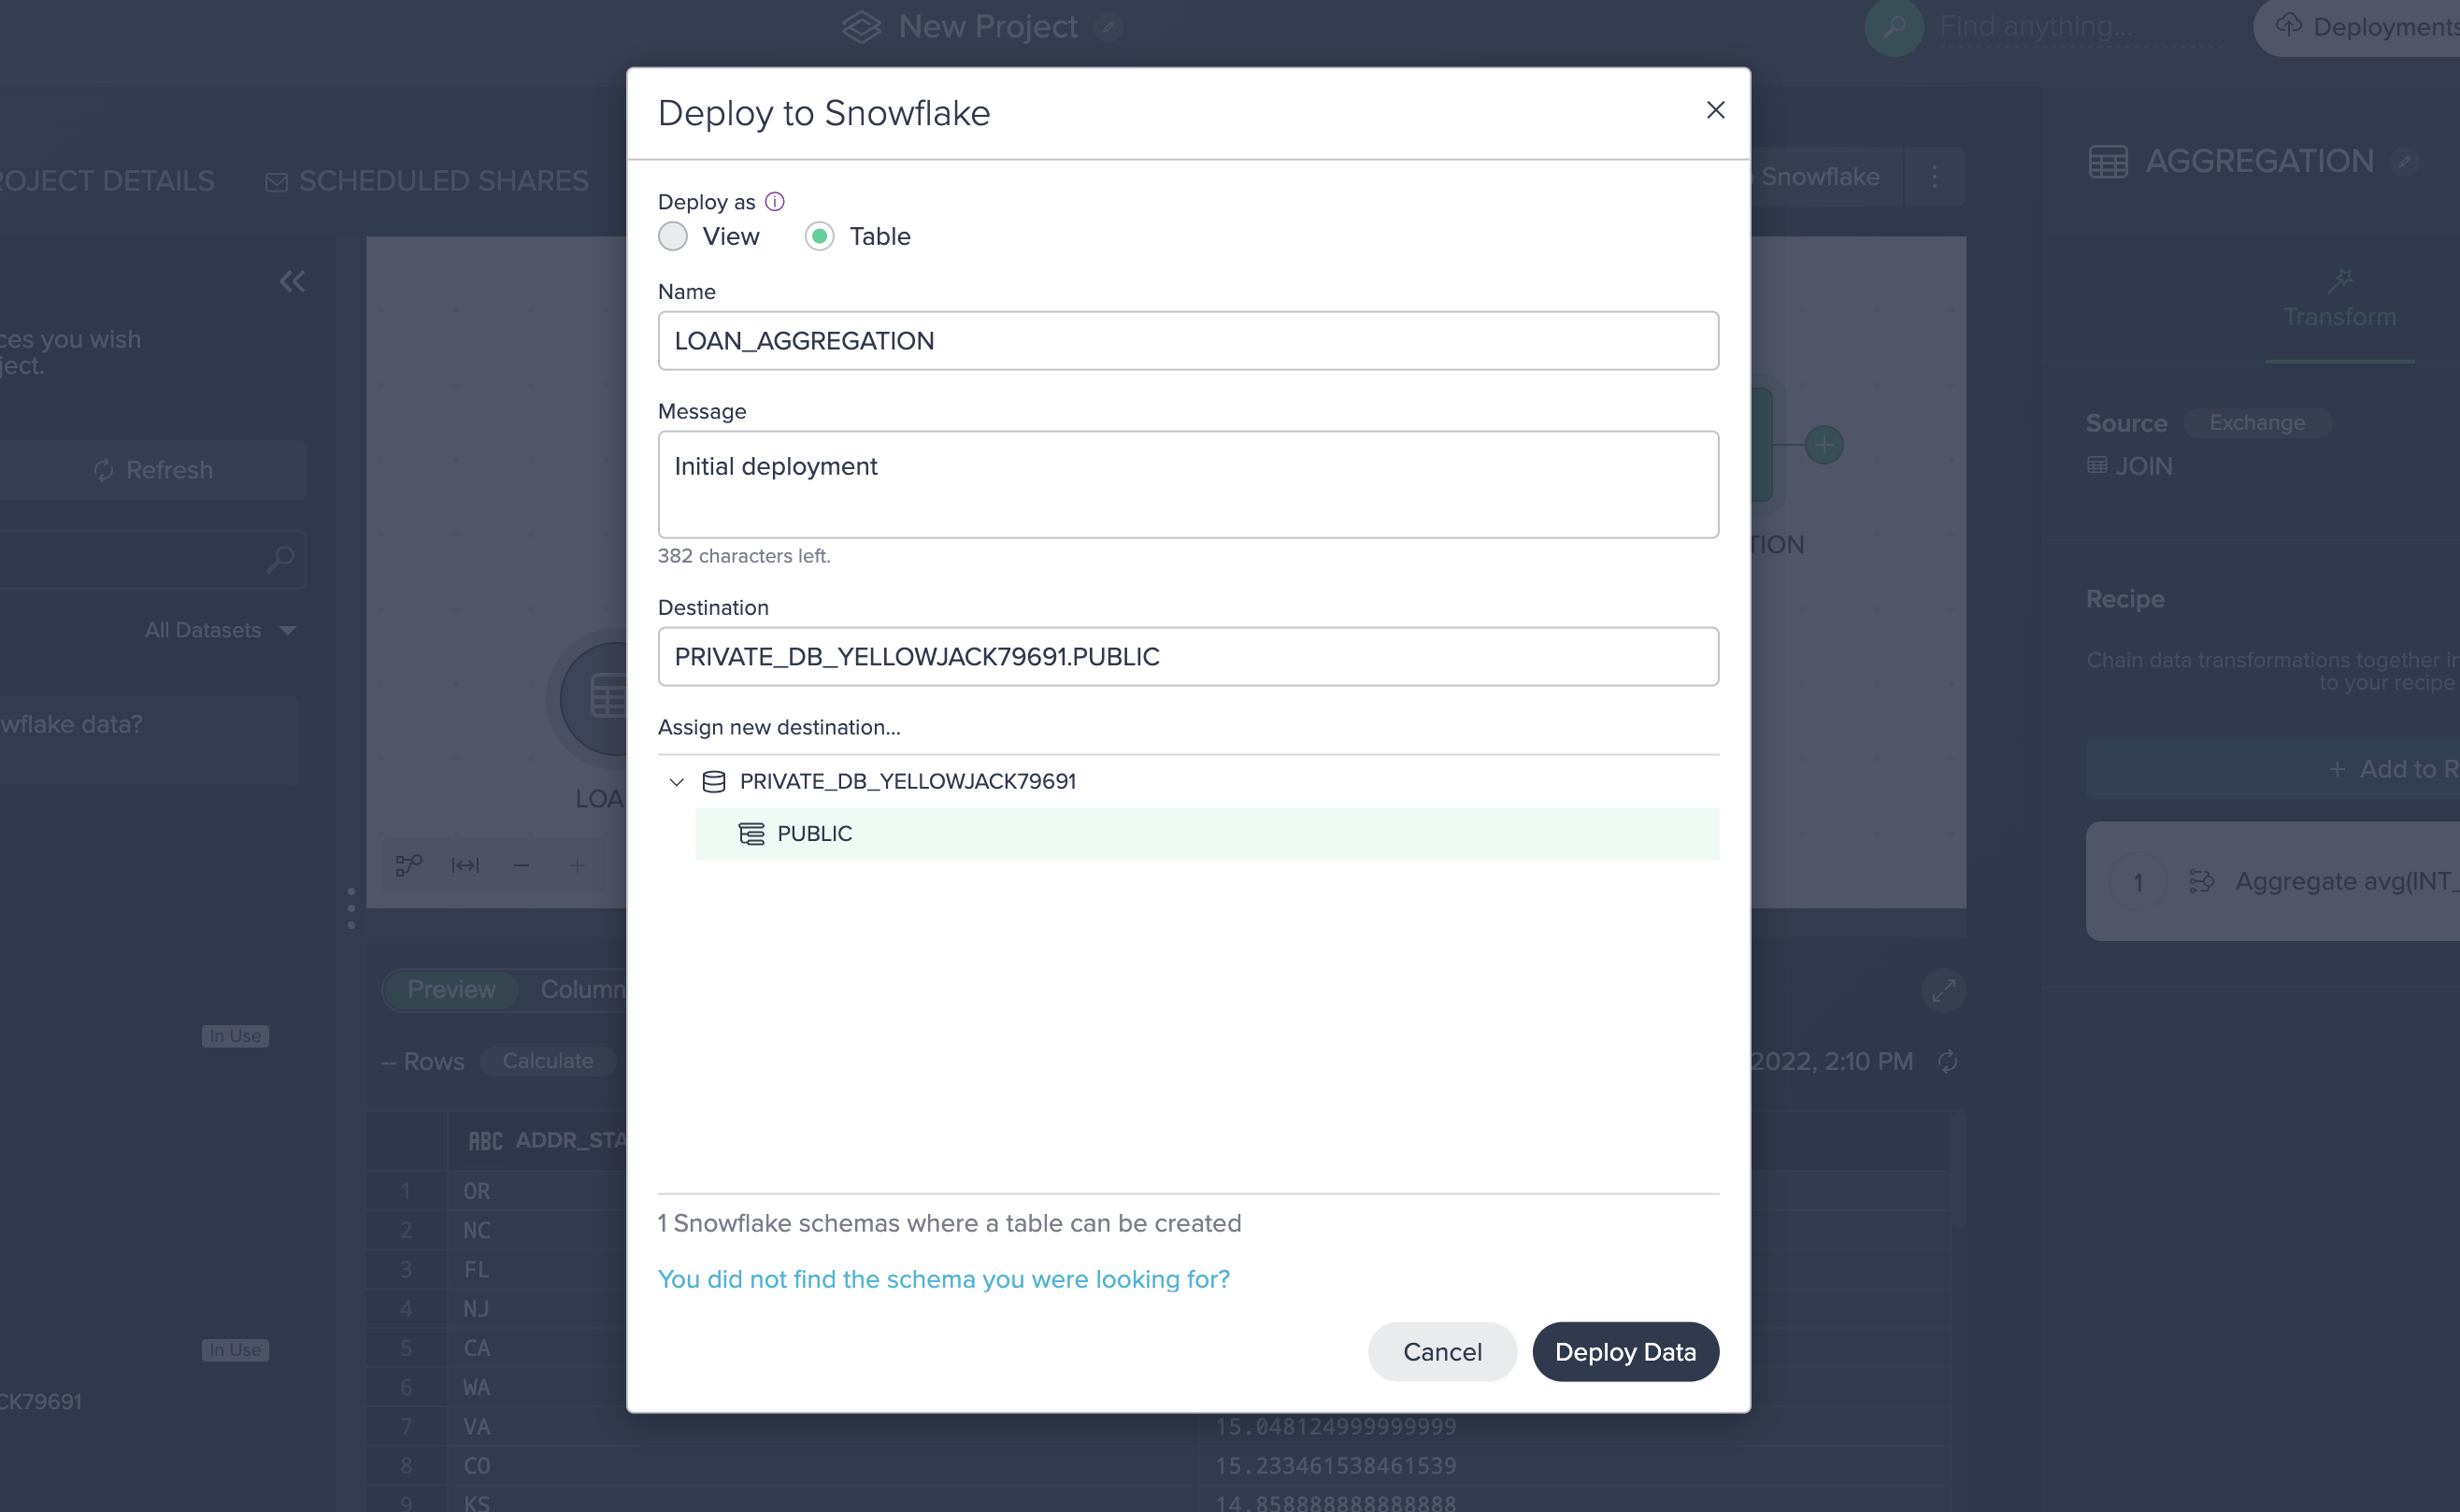 New Project
Find anything...
Deployments
PROJECT DETAILS
SCHEDULED SHARES
Snowflake
AGGREGATION
ces you wish
ject.
Refresh
All Datasets
wflake data?
In Use
In Use
CK79691
LOA
TION
Deploy to Snowflake
Deploy as
View
Table
Name
LOAN_AGGREGATION
Message
Initial deployment
382 characters left.
Destination
PRIVATE_DB_YELLOWJACK79691.PUBLIC
Assign new destination...
PRIVATE_DB_YELLOWJACK79691
PUBLIC
1 Snowflake schemas where a table can be created
You did not find the schema you were looking for?
Cancel
Deploy Data
Preview
Column
-- Rows
Calculate
2022, 2:10 PM
ABC ADDR_STA
1 OR
2 NC
3 FL
4 NJ
5 CA
6 WA
7 VA 15.048124999999999
8 CO 15.233461538461539
9 KS 14.858888888888888
Transform
Source
Exchange
JOIN
Recipe
Chain data transformations together in
to your recipe
+ Add to R
1 Aggregate avg(INT_